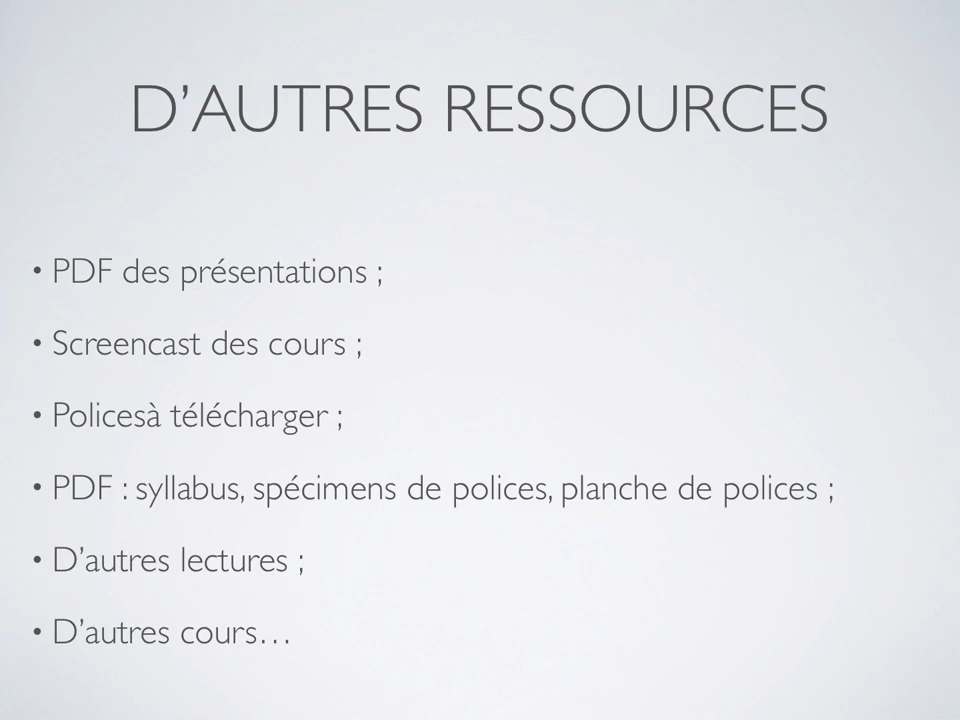 D’AUTRES RESSOURCES
• PDF des présentations ;
• Screencast des cours ;
• Policesà télécharger ;
• PDF : syllabus, spécimens de polices, planche de polices ;
• D’autres lectures ;
• D’autres cours…